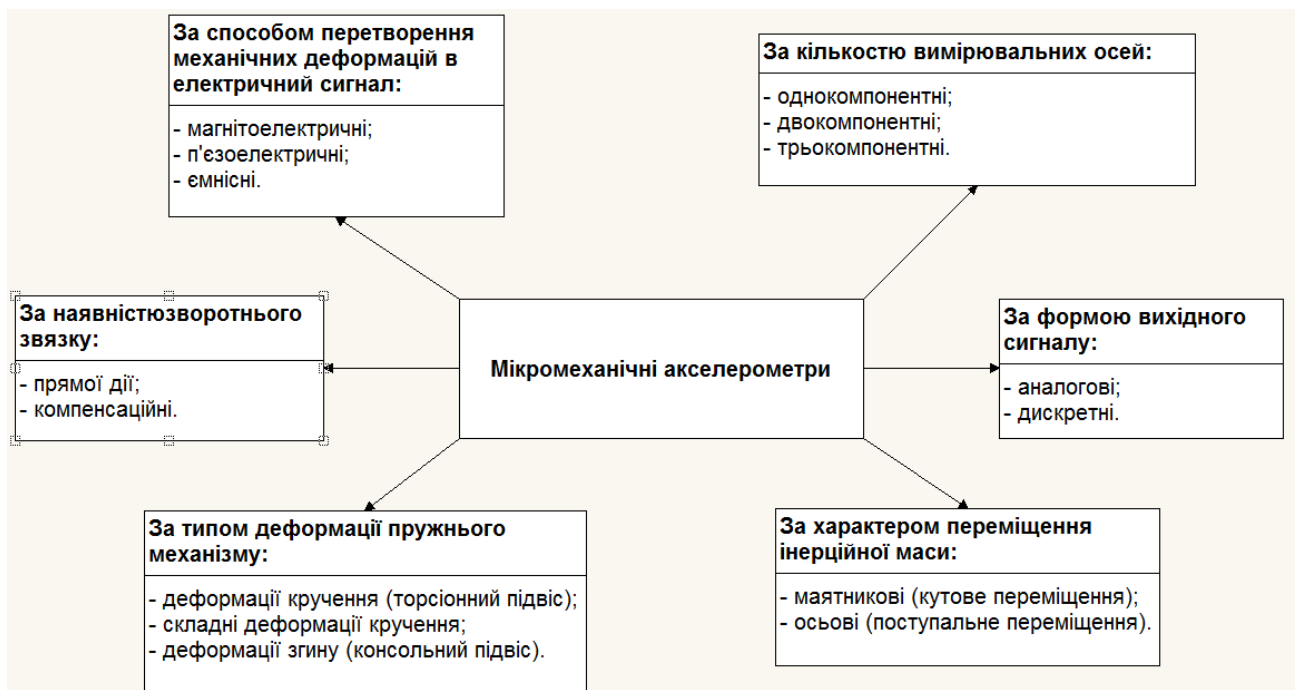 За способом перетворення
механічних деформацій в
електричний сигнал:
- магнітоелектричні;
- п'єзоелектричні;
- ємнісні.
За кількостю вимірювальних осей:
- однокомпонентні;
- двокомпонентні;
- трьокомпонентні.
За наявністюзворотнього
звязку:
- прямої дії;
- компенсаційні.
Мікромеханічні акселерометри
За формою вихідного
сигналу:
- аналогові;
- дискретні.
За типом деформації пружнього
механізму:
- деформації кручення (торсіонний підвіс);
- складні деформації кручення;
- деформації згину (консольний підвіс).
За характером переміщення
інерційної маси:
- маятникові (кутове переміщення);
- осьові (поступальне переміщення).